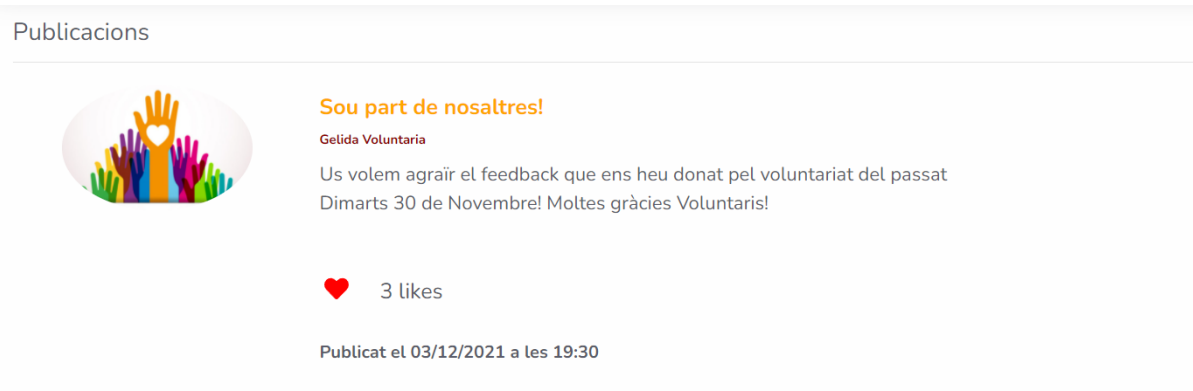 Publicacions
Sou part de nosaltres!
Gelida Voluntaria
Us volem agraïr el feedback que ens heu donat pel voluntariat del passat
Dimarts 30 de Novembre! Moltes gràcies Voluntaris!
3 likes
Publicat el 03/12/2021 a les 19:30